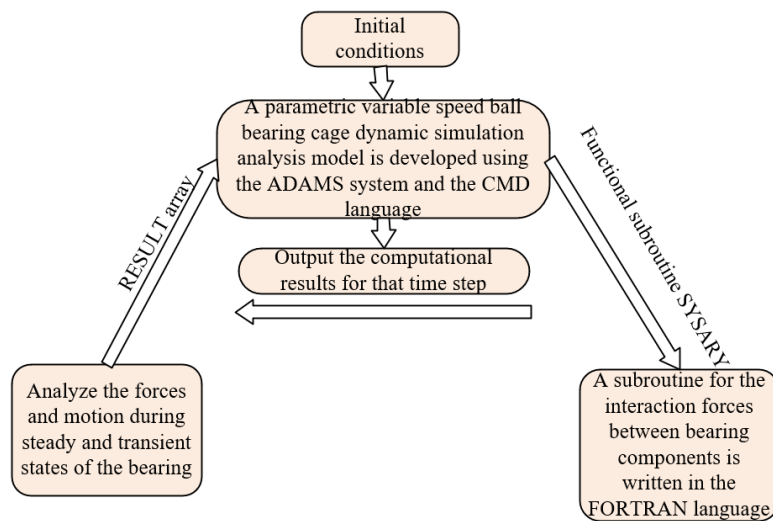 Initial
conditions
A parametric variable speed ball
bearing cage dynamic simulation
analysis model is developed using
the ADAMS system and the CMD
language
RESULT array
Functional subroutine SYSARY
Output the computational
results for that time step
Analyze the forces
and motion during
steady and transient
states of the bearing
A subroutine for the
interaction forces
between bearing
components is
written in the
FORTRAN language